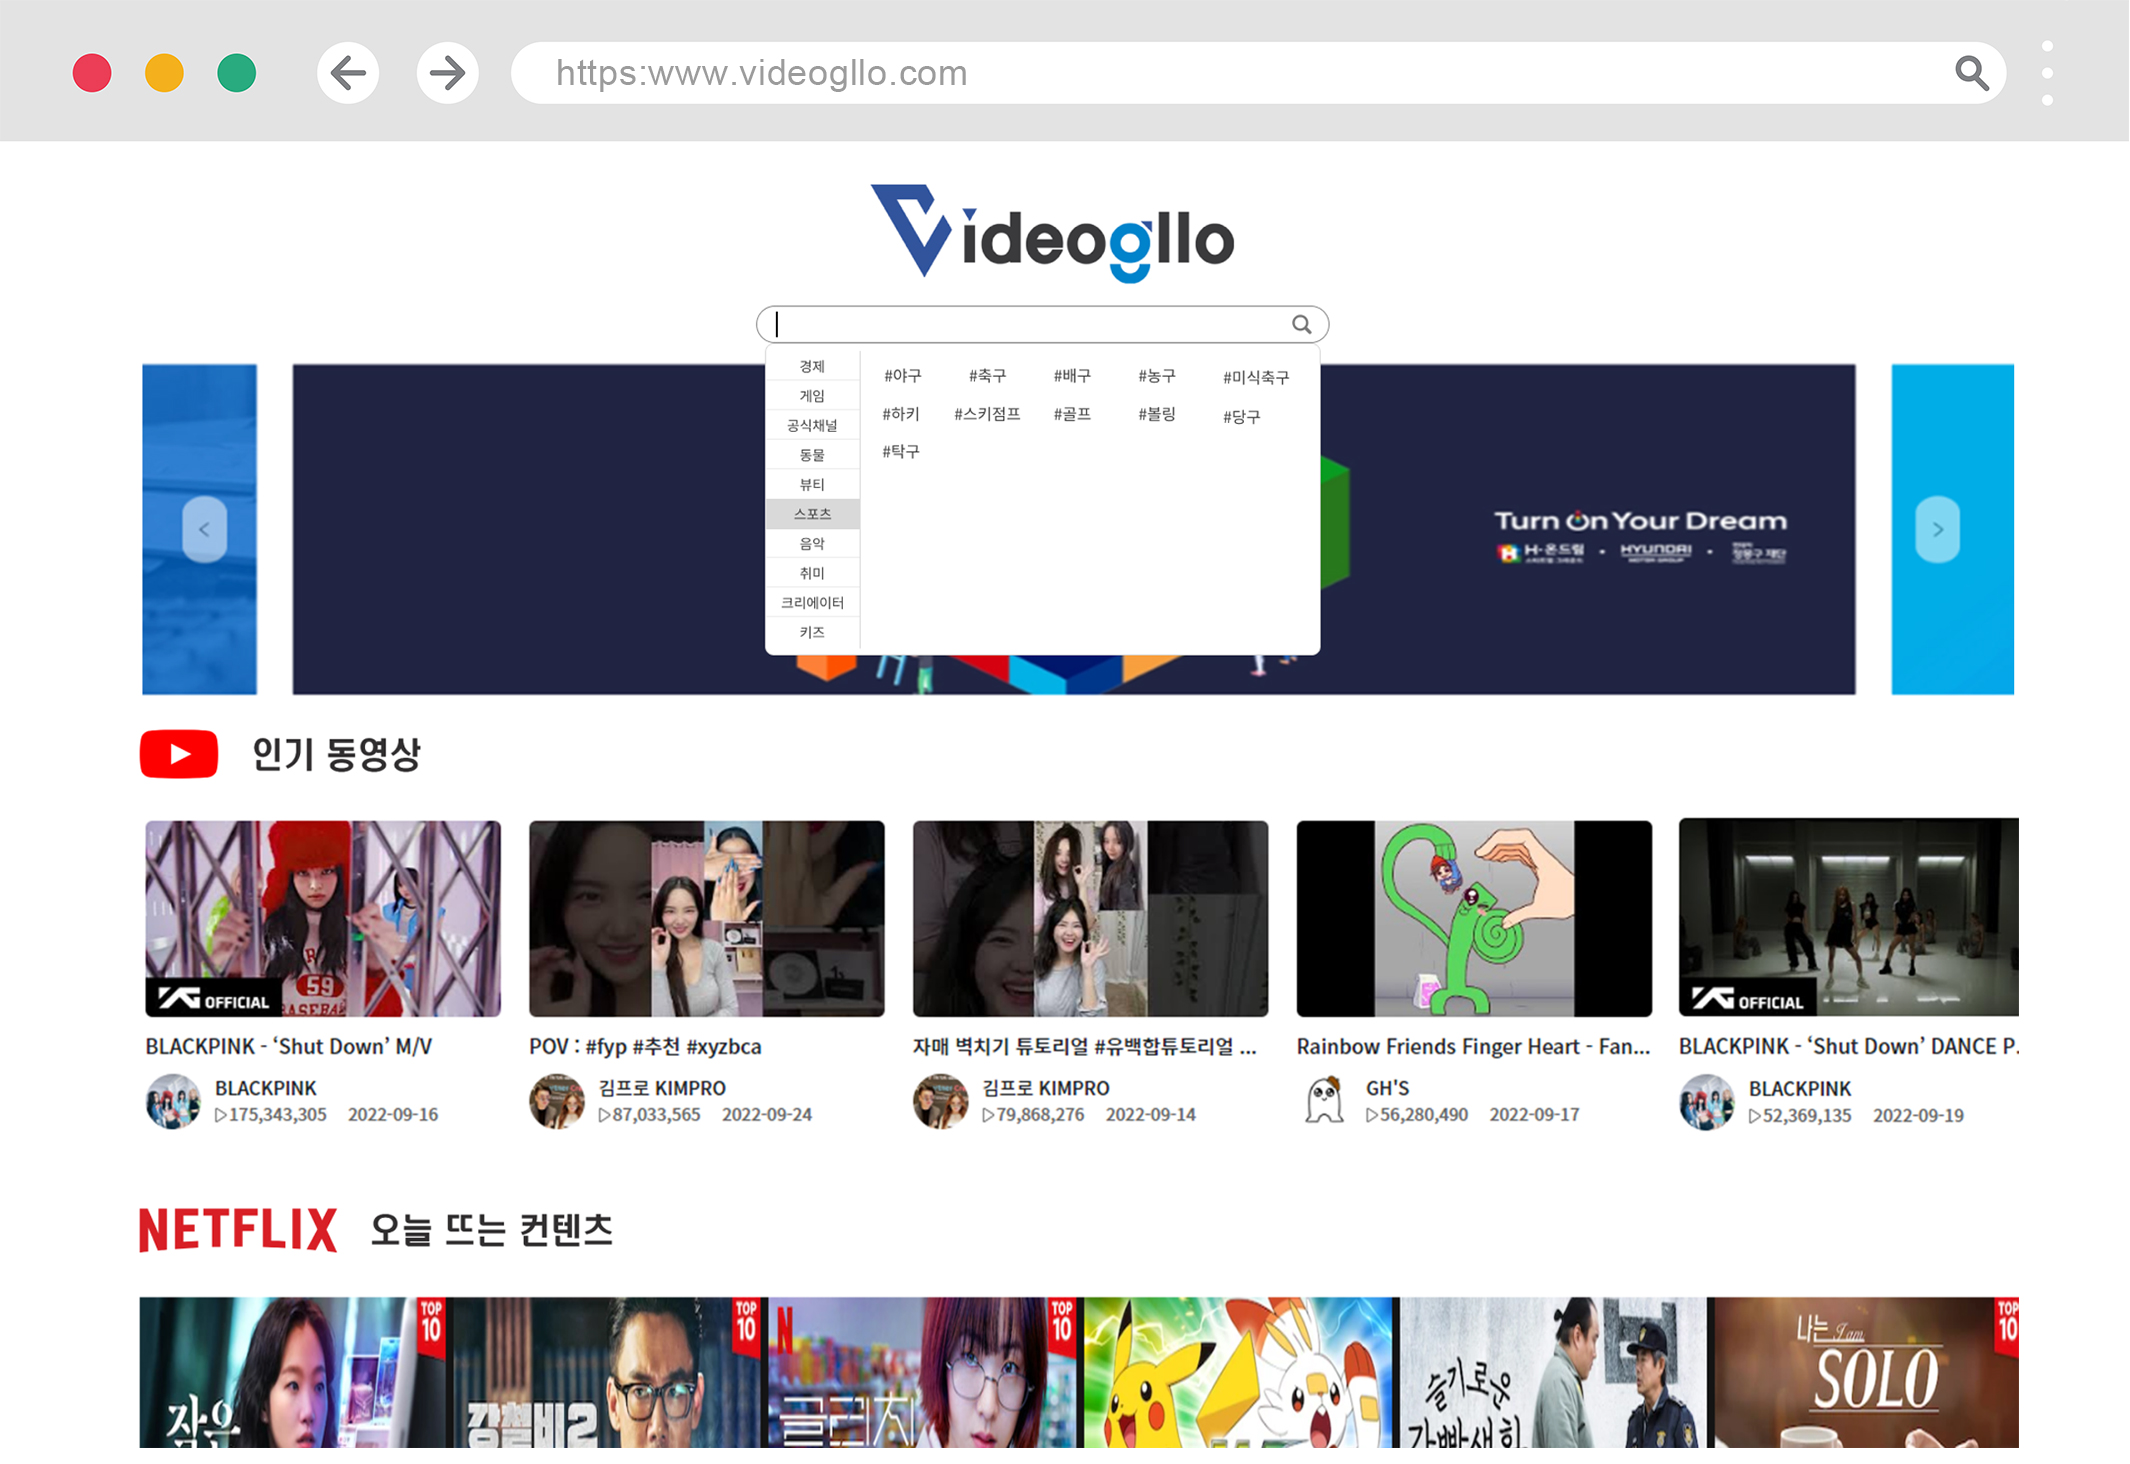 https:www.videogllo.com
Videogllo
경제
게임
공식채널
동물
뷰티
스포츠
음악
취미
크리에이터
키즈
#야구 #축구 #배구 #농구 #미식축구
#하키 #스키점프 #골프 #볼링 #당구
#탁구
Turn On Your Dream
H-온드림 • HYUNDAI MOTOR GROUP • 정몽구 재단
인기 동영상
OFFICIAL
59
BASEBALL
OFFICIAL
BLACKPINK - ‘Shut Down’ M/V
BLACKPINK
175,343,305 2022-09-16
POV : #fyp #추천 #xyzbca
김프로 KIMPRO
87,033,565 2022-09-24
자매 벽치기 튜토리얼 #유백합튜토리얼 ...
김프로 KIMPRO
79,868,276 2022-09-14
Rainbow Friends Finger Heart - Fan...
GH'S
56,280,490 2022-09-17
BLACKPINK - ‘Shut Down’ DANCE P.
BLACKPINK
52,369,135 2022-09-19
NETFLIX 오늘 뜨는 컨텐츠
TOP 10
작은
TOP 10
강철비2
N
TOP 10
글리치
슬기로운
감빵생활
TOP 10
나는 I am
SOLO